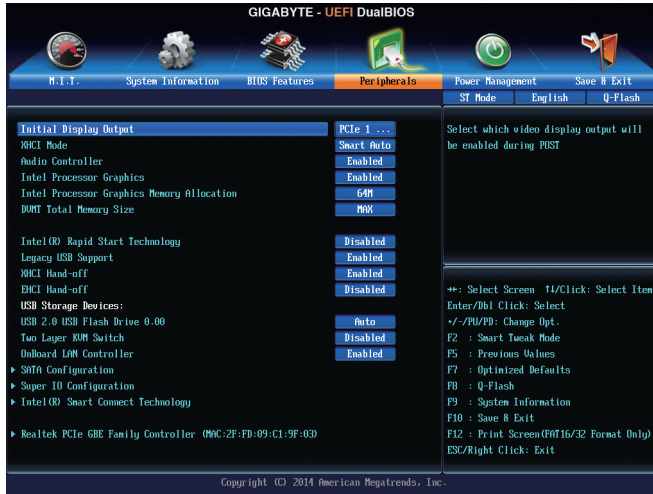 GIGABYTE - UEFI DualBIOS
M.I.T. System Information BIOS Features Peripherals Power Management Save & Exit
ST Mode English Q-Flash
Initial Display Output PCIe 1 ...
XHCI Mode Smart Auto
Audio Controller Enabled
Intel Processor Graphics Enabled
Intel Processor Graphics Memory Allocation 64M
DVMT Total Memory Size MAX
Intel(R) Rapid Start Technology Disabled
Legacy USB Support Enabled
XHCI Hand-off Enabled
EHCI Hand-off Disabled
USB Storage Devices:
USB 2.0 USB Flash Drive 0.00 Auto
Two Layer KVM Switch Disabled
OnBoard LAN Controller Enabled
SATA Configuration
Super IO Configuration
Intel(R) Smart Connect Technology
Realtek PCIe GBE Family Controller (MAC:2F:FD:09:C1:9F:03)
Select which video display output will
be enabled during POST
↔: Select Screen ↑↓/Click: Select Item
Enter/Dbl Click: Select
+/-/PU/PD: Change Opt.
F2 : Smart Tweak Mode
F5 : Previous Values
F7 : Optimized Defaults
F8 : Q-Flash
F9 : System Information
F10 : Save & Exit
F12 : Print Screen(FAT16/32 Format Only)
ESC/Right Click: Exit
Copyright (C) 2014 American Megatrends, Inc.